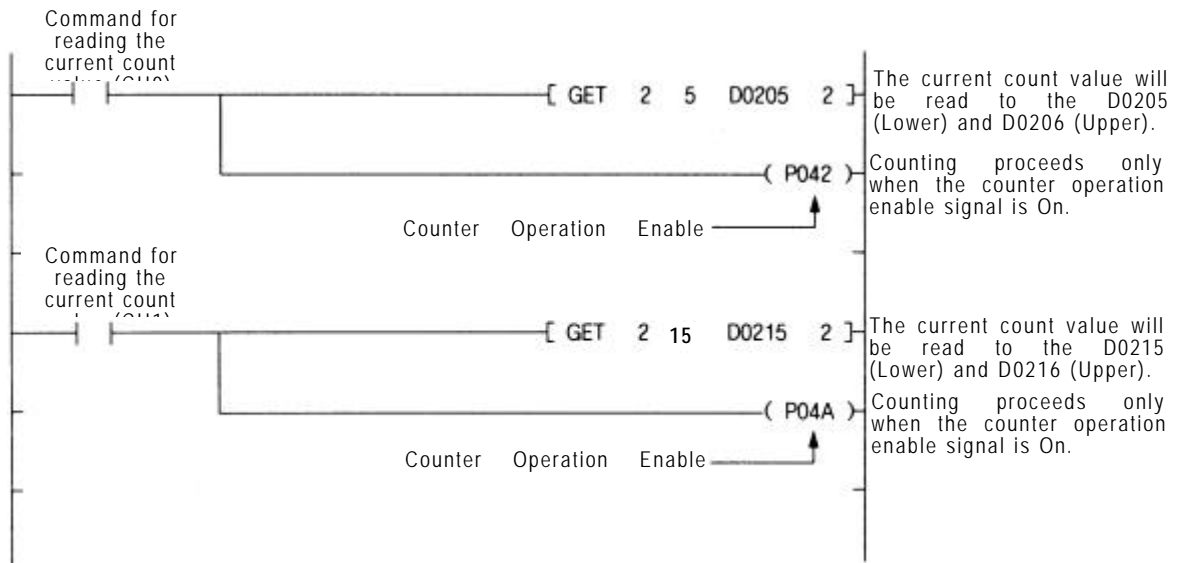 Command for
reading the
current count
[ GET 2 5 D0205 2 ]
The current count value will
be read to the D0205
(Lower) and D0206 (Upper).
( P042 )
Counting proceeds only
when the counter operation
enable signal is On.
Counter Operation Enable
Command for
reading the
current count
[ GET 2 15 D0215 2 ]
The current count value will
be read to the D0215
(Lower) and D0216 (Upper).
( P04A )
Counting proceeds only
when the counter operation
enable signal is On.
Counter Operation Enable